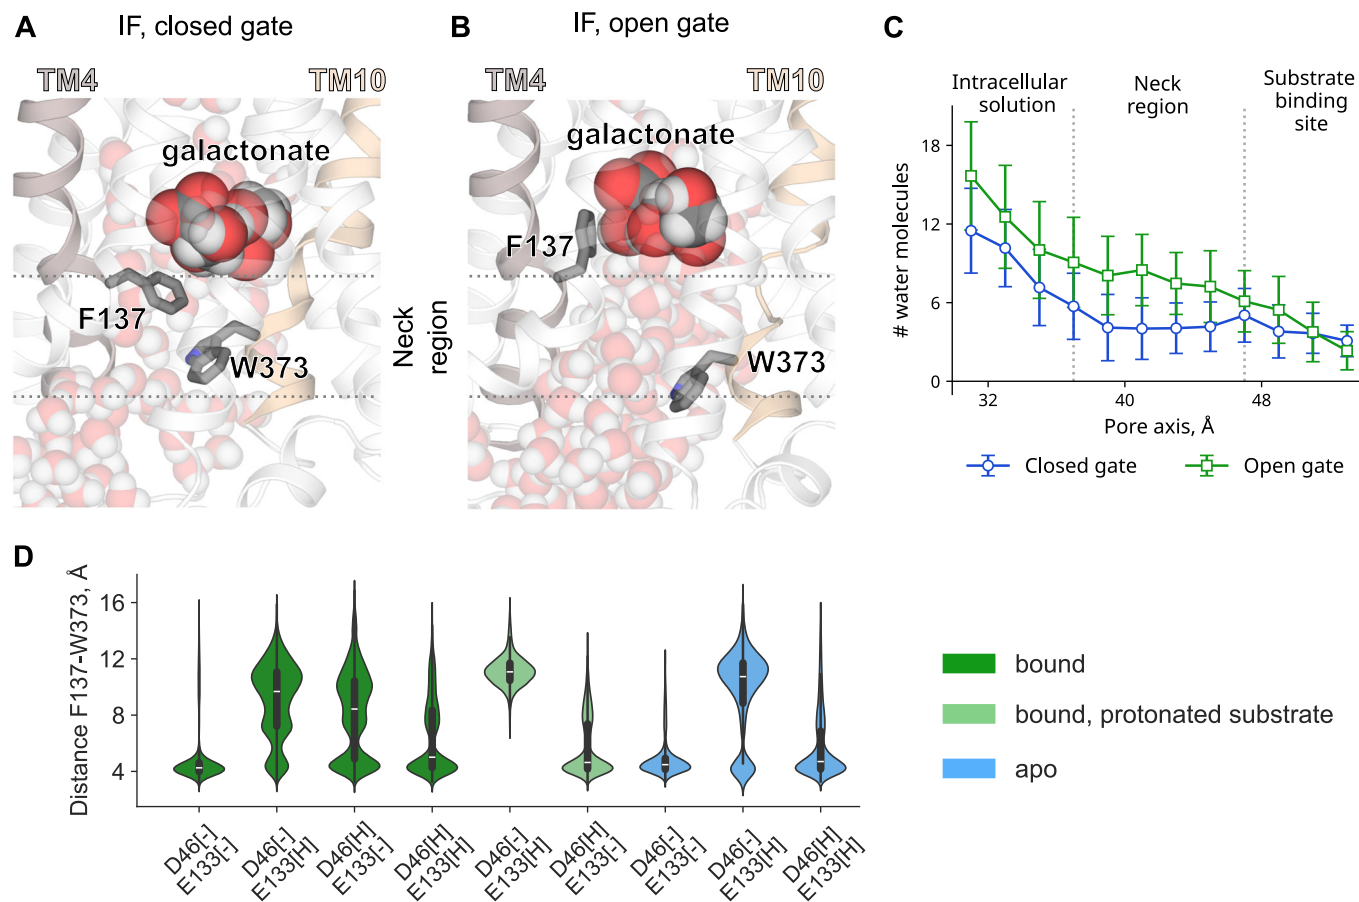 A
IF, closed gate
TM4
TM10
galactonate
F137
W373
Neck
region
B
IF, open gate
TM4
TM10
galactonate
F137
W373
C
Intracellular
solution
Neck
region
Substrate
binding
site
# water molecules
18
12
6
0
32
40
48
Pore axis, Å
Closed gate
Open gate
D
Distance F137-W373, Å
16
12
8
4
D46[-]
E133[-]
D46[-]
E133[H]
D46[H]
E133[-]
D46[H]
E133[H]
D46[-]
E133[H]
D46[H]
E133[-]
D46[-]
E133[-]
D46[-]
E133[H]
D46[H]
E133[H]
bound
bound, protonated substrate
apo